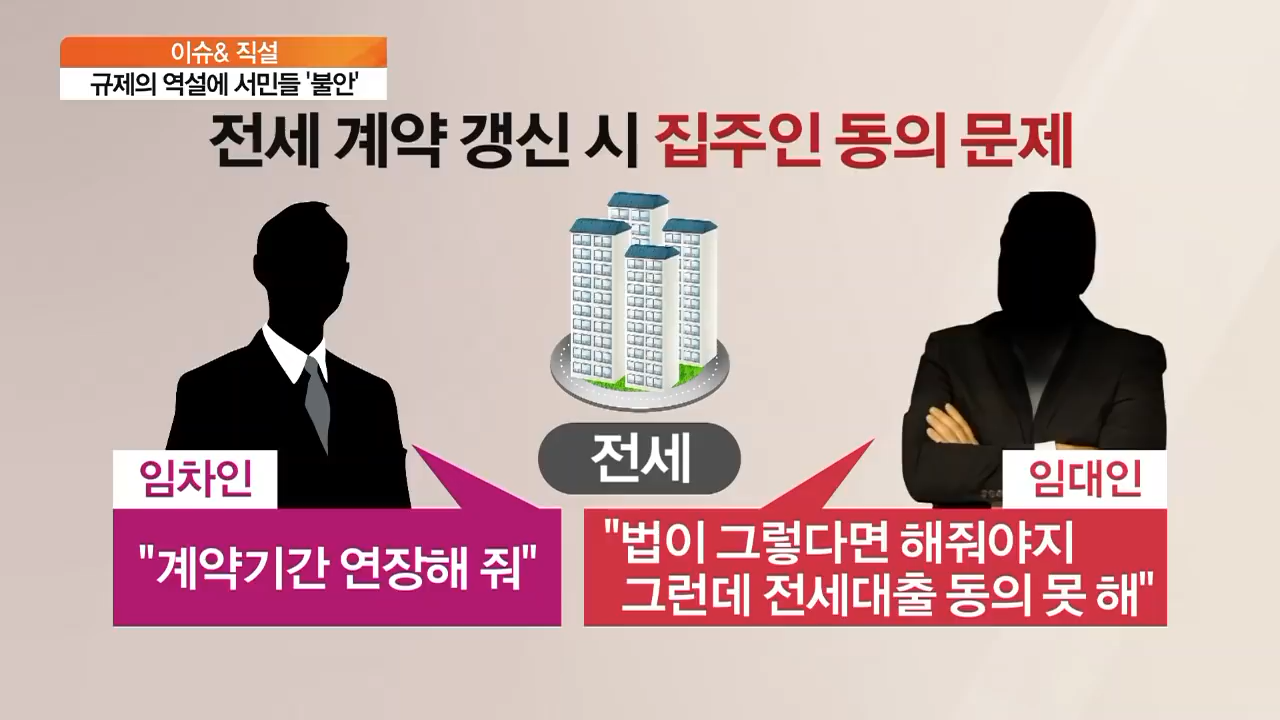 이슈& 직설
규제의 역설에 서민들 '불안'
전세 계약 갱신 시 집주인 동의 문제
전세
임차인
"계약기간 연장해 줘"
임대인
"법이 그렇다면 해줘야지
그런데 전세대출 동의 못 해"